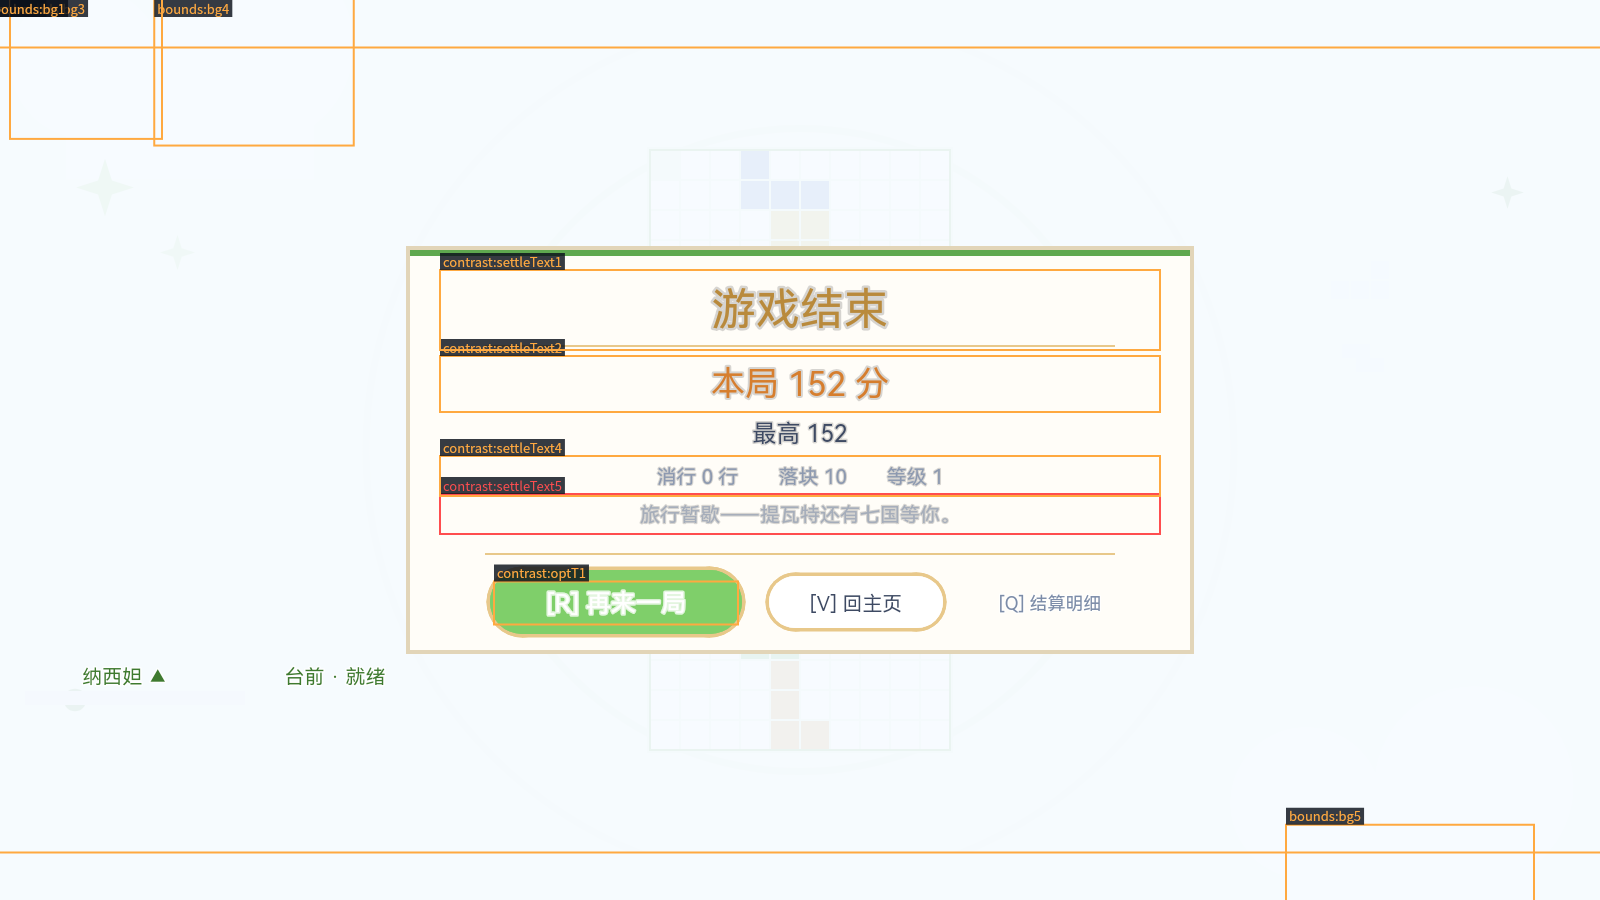 bounds:bg1
g3
bounds:bg4
contrast:settleText1
游戏结束
contrast:settleText2
本局 152 分
最高 152
contrast:settleText4
消行 0 行 落块 10 等级 1
contrast:settleText5
旅行暂歇——提瓦特还有七国等你。
contrast:optT1
[R] 再来一局
[V] 回主页
[Q] 结算明细
纳西妲 ▲
台前 · 就绪
bounds:bg5